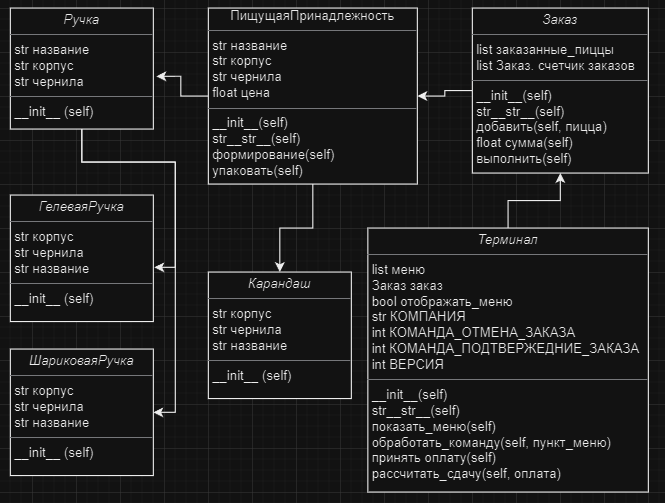 Ручка
str название
str корпус
str чернила
__init__ (self)
ПищущаяПринадлежность
str название
str корпус
str чернила
float цена
__init__(self)
str__str__(self)
формирование(self)
упаковать(self)
Заказ
list заказанные_пиццы
list Заказ. счетчик заказов
__init__(self)
str__str__(self)
добавить(self, пицца)
float сумма(self)
выполнить(self)
ГелеваяРучка
str корпус
str чернила
str название
__init__ (self)
Карандаш
str корпус
str чернила
str название
__init__ (self)
Терминал
list меню
Заказ заказ
bool отображать_меню
str КОМПАНИЯ
int КОМАНДА_ОТМЕНА_ЗАКАЗА
int КОМАНДА_ПОДТВЕРЖЕДНИЕ_ЗАКАЗА
int ВЕРСИЯ
__init__(self)
str__str__(self)
показать_меню(self)
обработать_команду(self, пункт_меню)
принять оплату(self)
рассчитать_сдачу(self, оплата)
ШариковаяРучка
str корпус
str чернила
str название
__init__ (self)